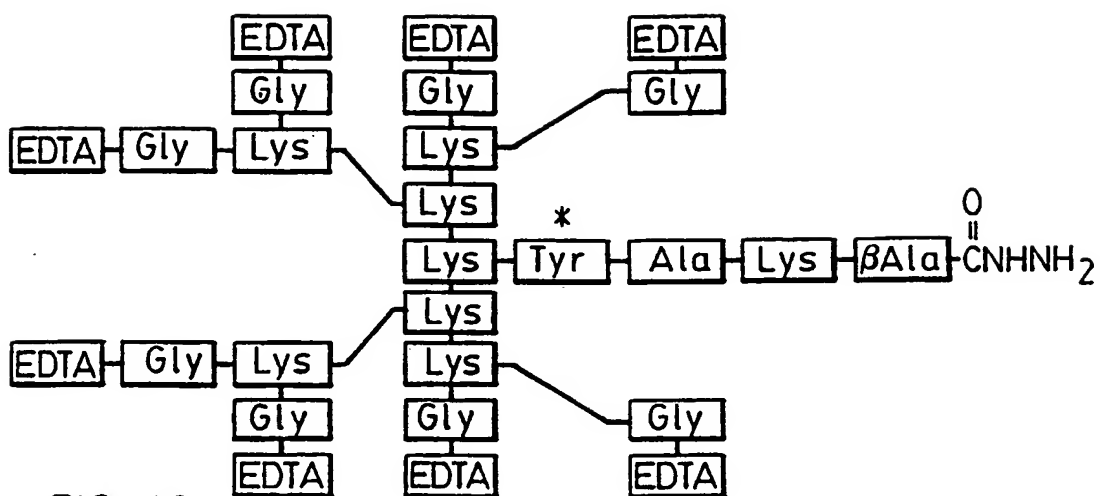 EDTA EDTA EDTA
Gly Gly Gly
EDTA Gly Lys Lys
Lys
*
O
Lys Tyr Ala Lys βAla CNHNH2
Lys
EDTA Gly Lys Lys
Gly Gly Gly
EDTA EDTA EDTA